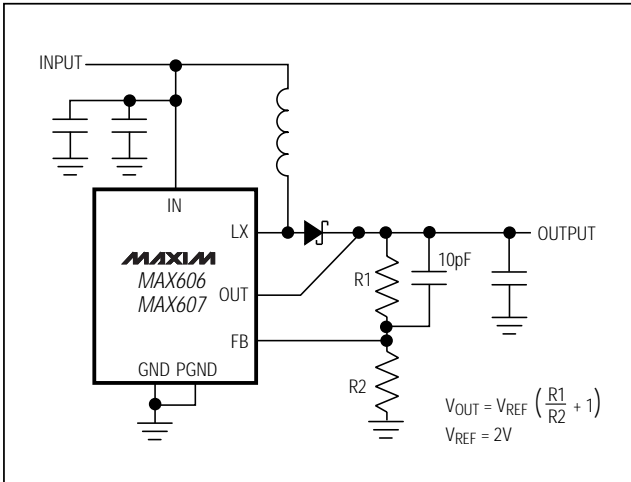 INPUT
IN
LX
MAXIM
MAX606
MAX607
OUT
FB
GND PGND
OUTPUT
10pF
R1
R2
VOUT = VREF (R1/R2 + 1)
VREF = 2V